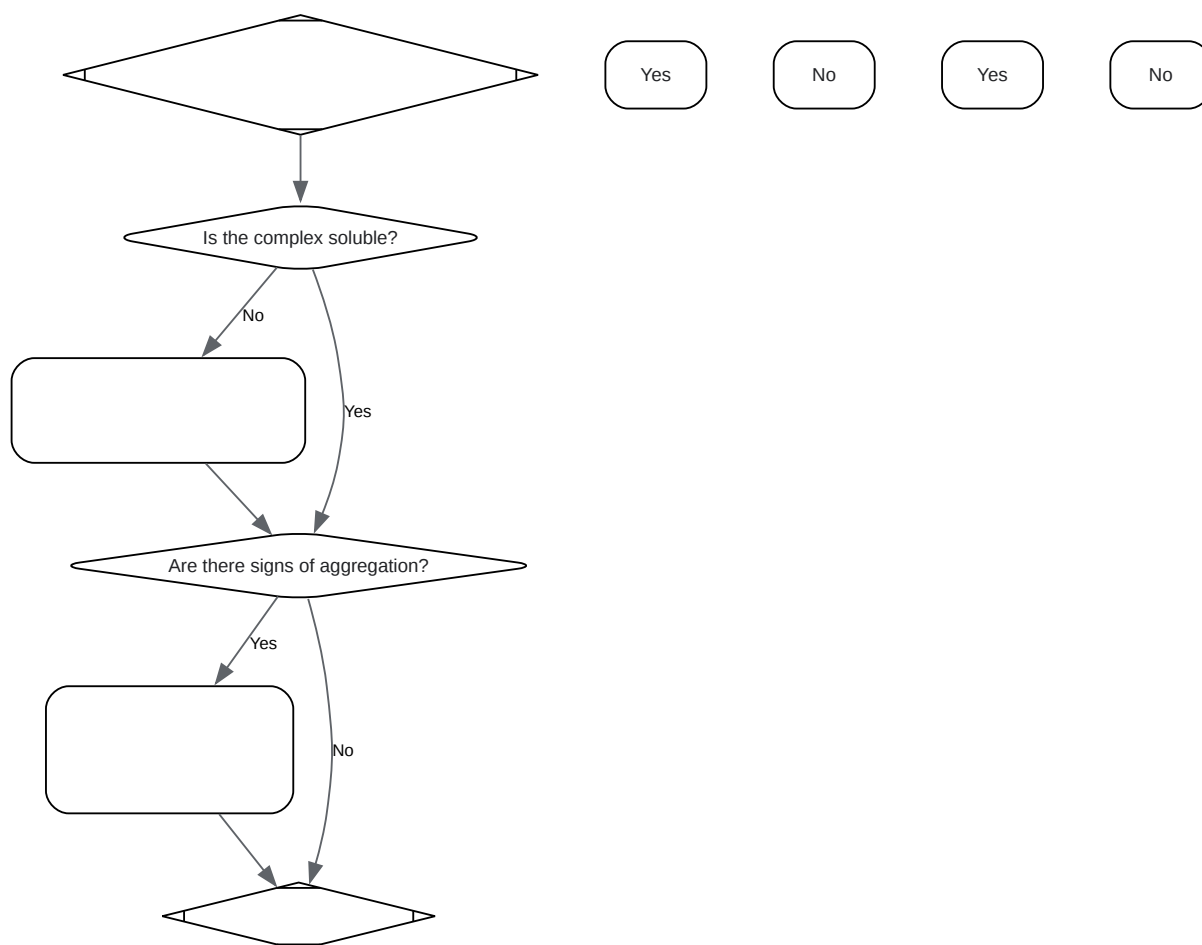 Yes
No
Yes
No
Is the complex soluble?
No
Yes
Are there signs of aggregation?
Yes
No